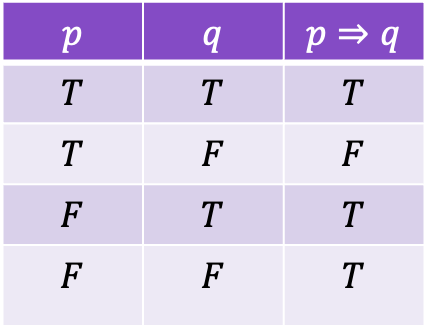 p q p ⇒ q
T T T
T F F
F T T
F F T